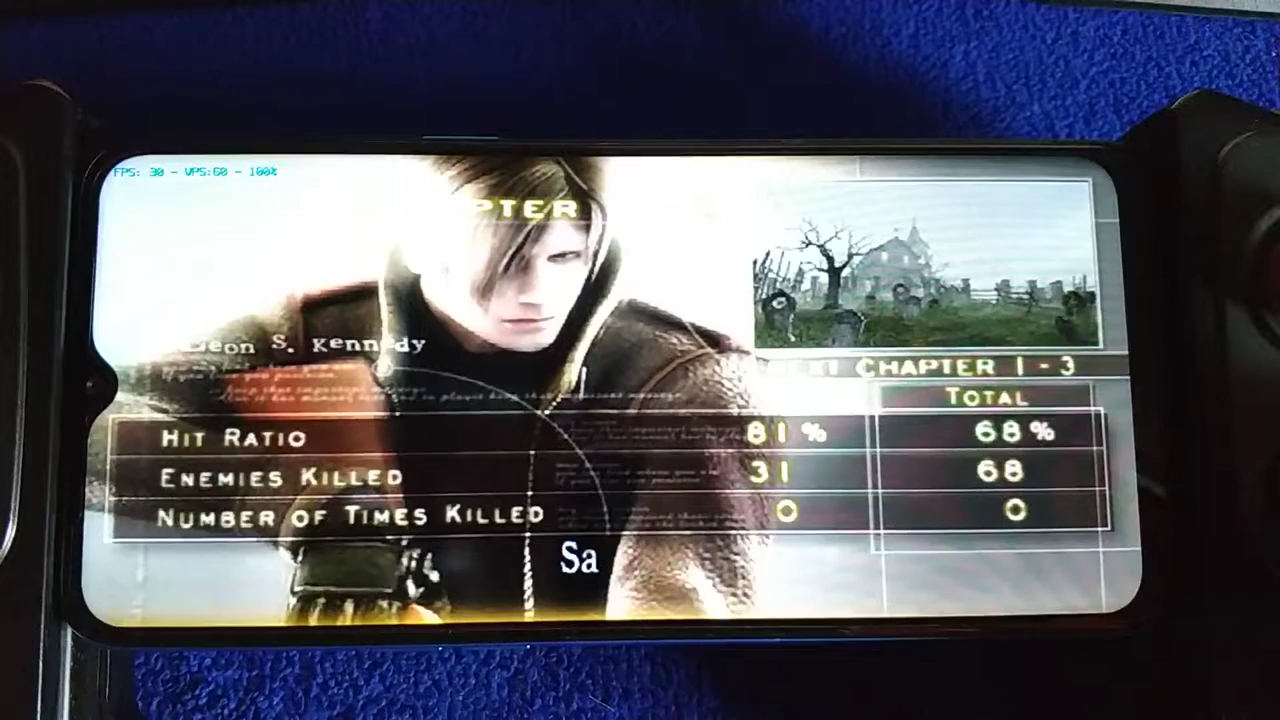 FPS: 30 - VPS:60 - 100%
PTER
Leon S. Kennedy
NEXT CHAPTER 1 - 3
TOTAL
HIT RATIO 81 % 68 %
ENEMIES KILLED 31 68
NUMBER OF TIMES KILLED 0 0
Sa